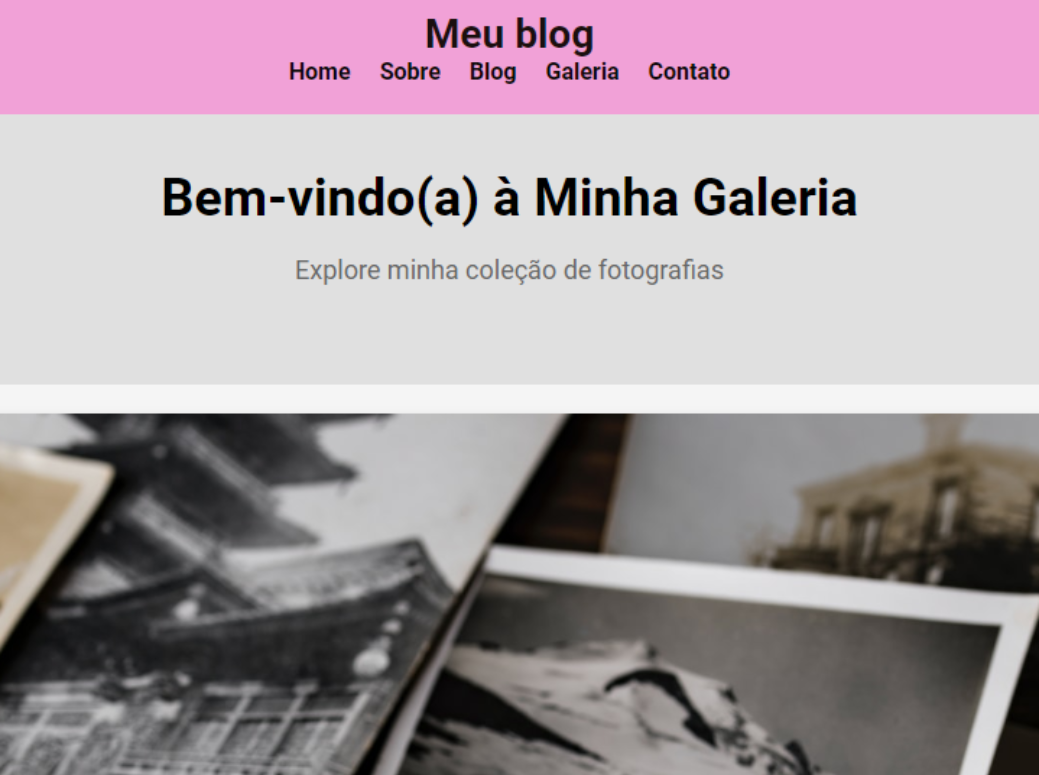 Meu blog
Home Sobre Blog Galeria Contato
Bem-vindo(a) à Minha Galeria
Explore minha coleção de fotografias